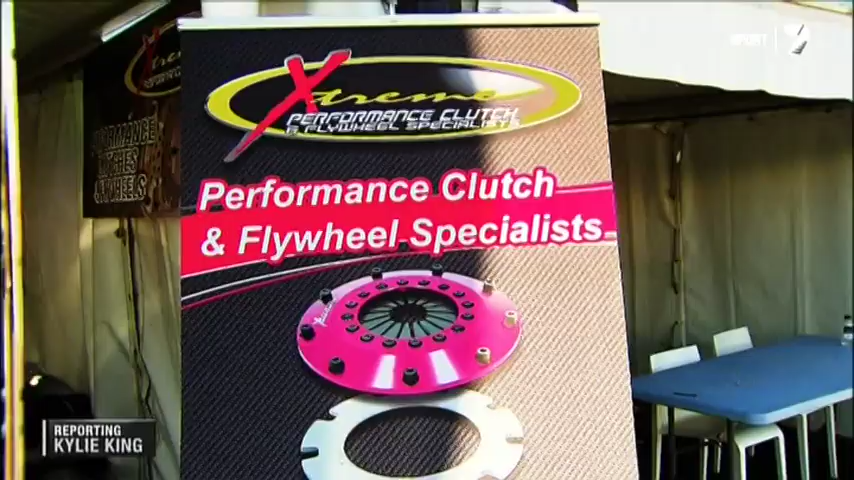 SPORT
Xtreme
PERFORMANCE CLUTCH
& FLYWHEEL SPECIALISTS
Performance Clutch
& Flywheel Specialists
REPORTING
KYLIE KING